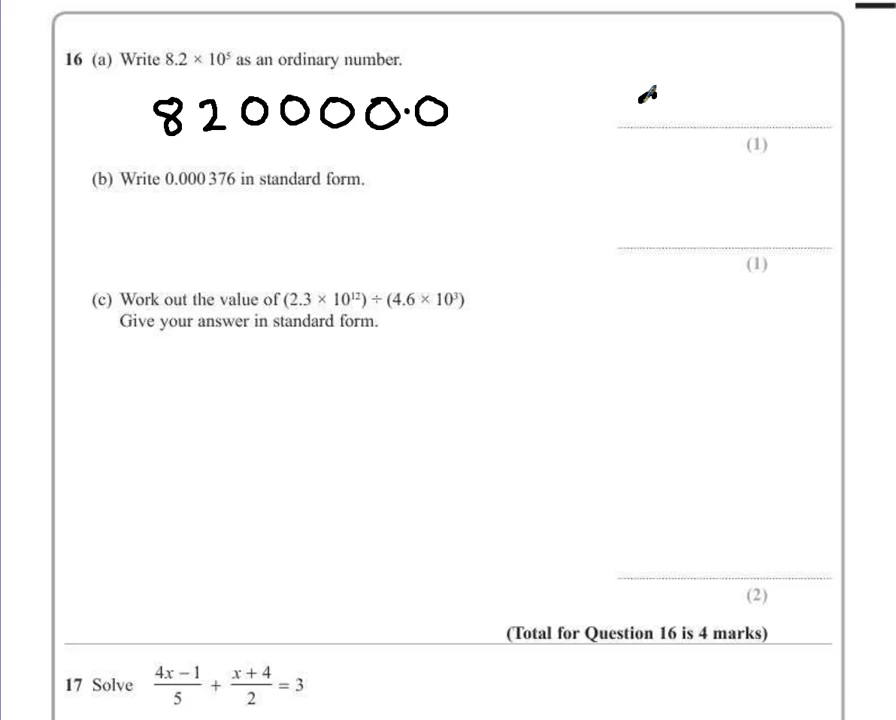 16 (a) Write 8.2 × 10⁵ as an ordinary number.
820000.0
(1)
(b) Write 0.000 376 in standard form.
(1)
(c) Work out the value of (2.3 × 10¹²) ÷ (4.6 × 10³)
Give your answer in standard form.
(2)
(Total for Question 16 is 4 marks)
17 Solve (4x − 1)/5 + (x + 4)/2 = 3